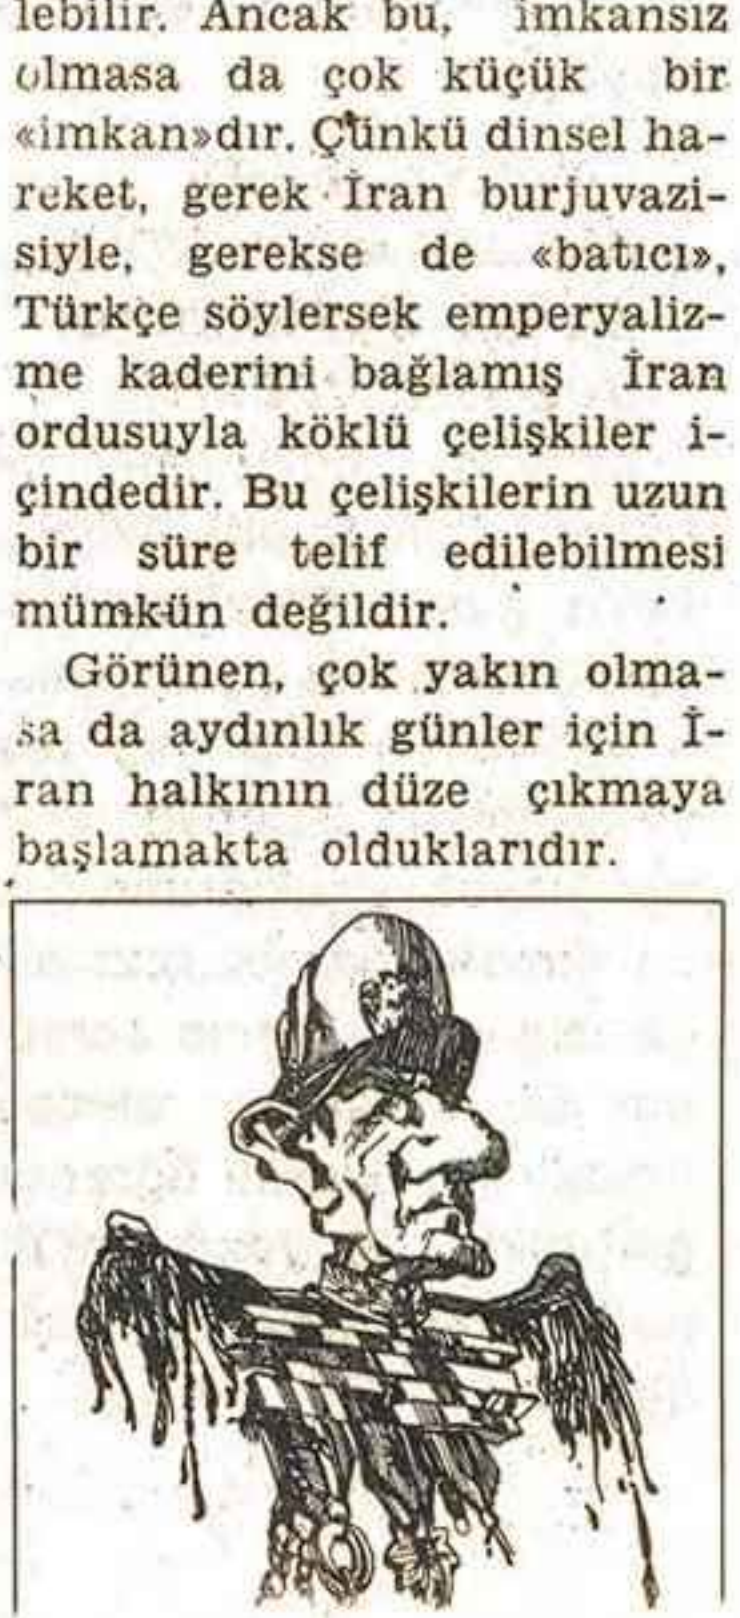 lebilir. Ancak bu, imkansız
olmasa da çok küçük bir
«imkan»dır. Çünkü dinsel ha-
reket, gerek İran burjuvazi-
siyle, gerekse de «batıcı»,
Türkçe söylersek emperyaliz-
me kaderini bağlamış İran
ordusuyla köklü çelişkiler i-
çindedir. Bu çelişkilerin uzun
bir süre telif edilebilmesi
mümkün değildir.
Görünen, çok yakın olma-
sa da aydınlık günler için İ-
ran halkının düze çıkmaya
başlamakta olduklarıdır.